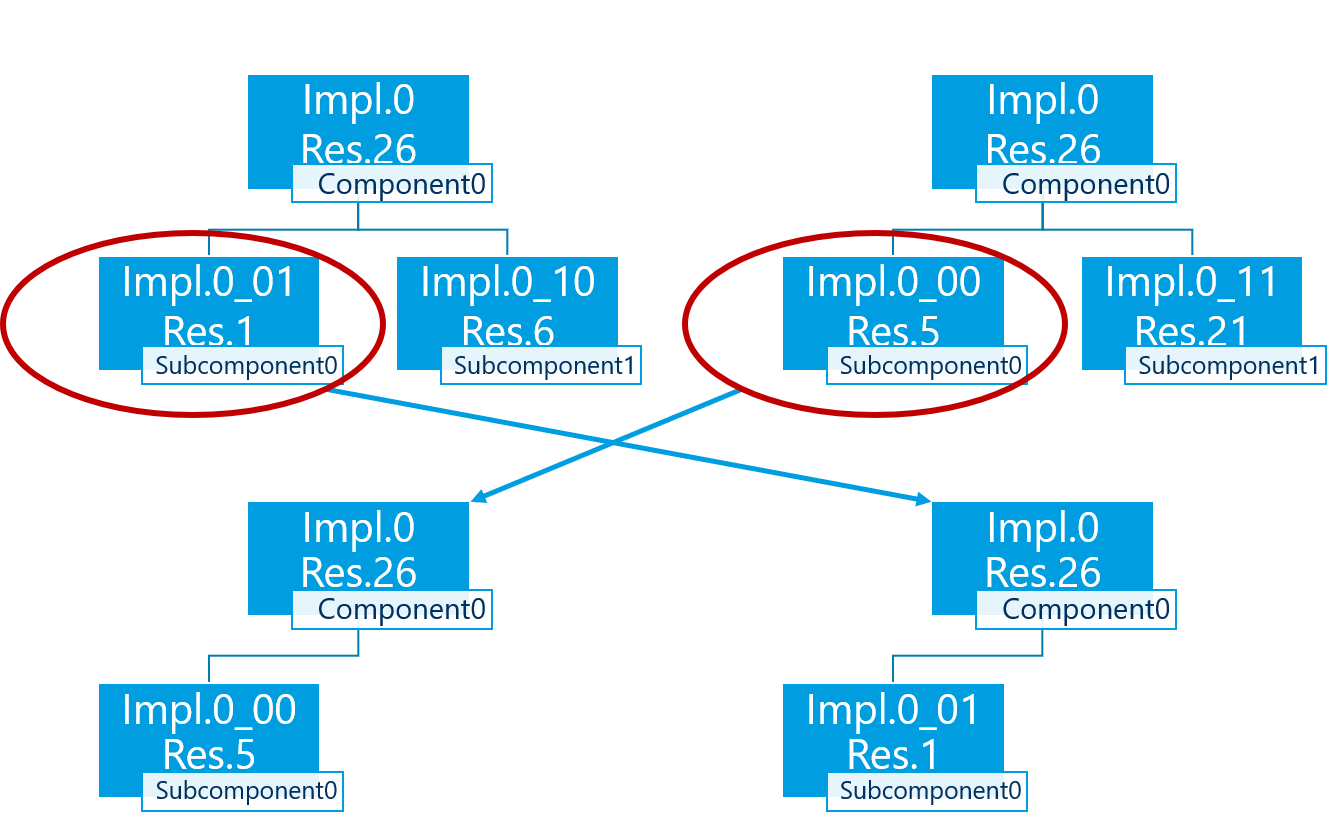 Impl.0
Res.26
Component0
Impl.0
Res.26
Component0
Impl.0_01
Res.1
Subcomponent0
Impl.0_10
Res.6
Subcomponent1
Impl.0_00
Res.5
Subcomponent0
Impl.0_11
Res.21
Subcomponent1
Impl.0
Res.26
Component0
Impl.0
Res.26
Component0
Impl.0_00
Res.5
Subcomponent0
Impl.0_01
Res.1
Subcomponent0